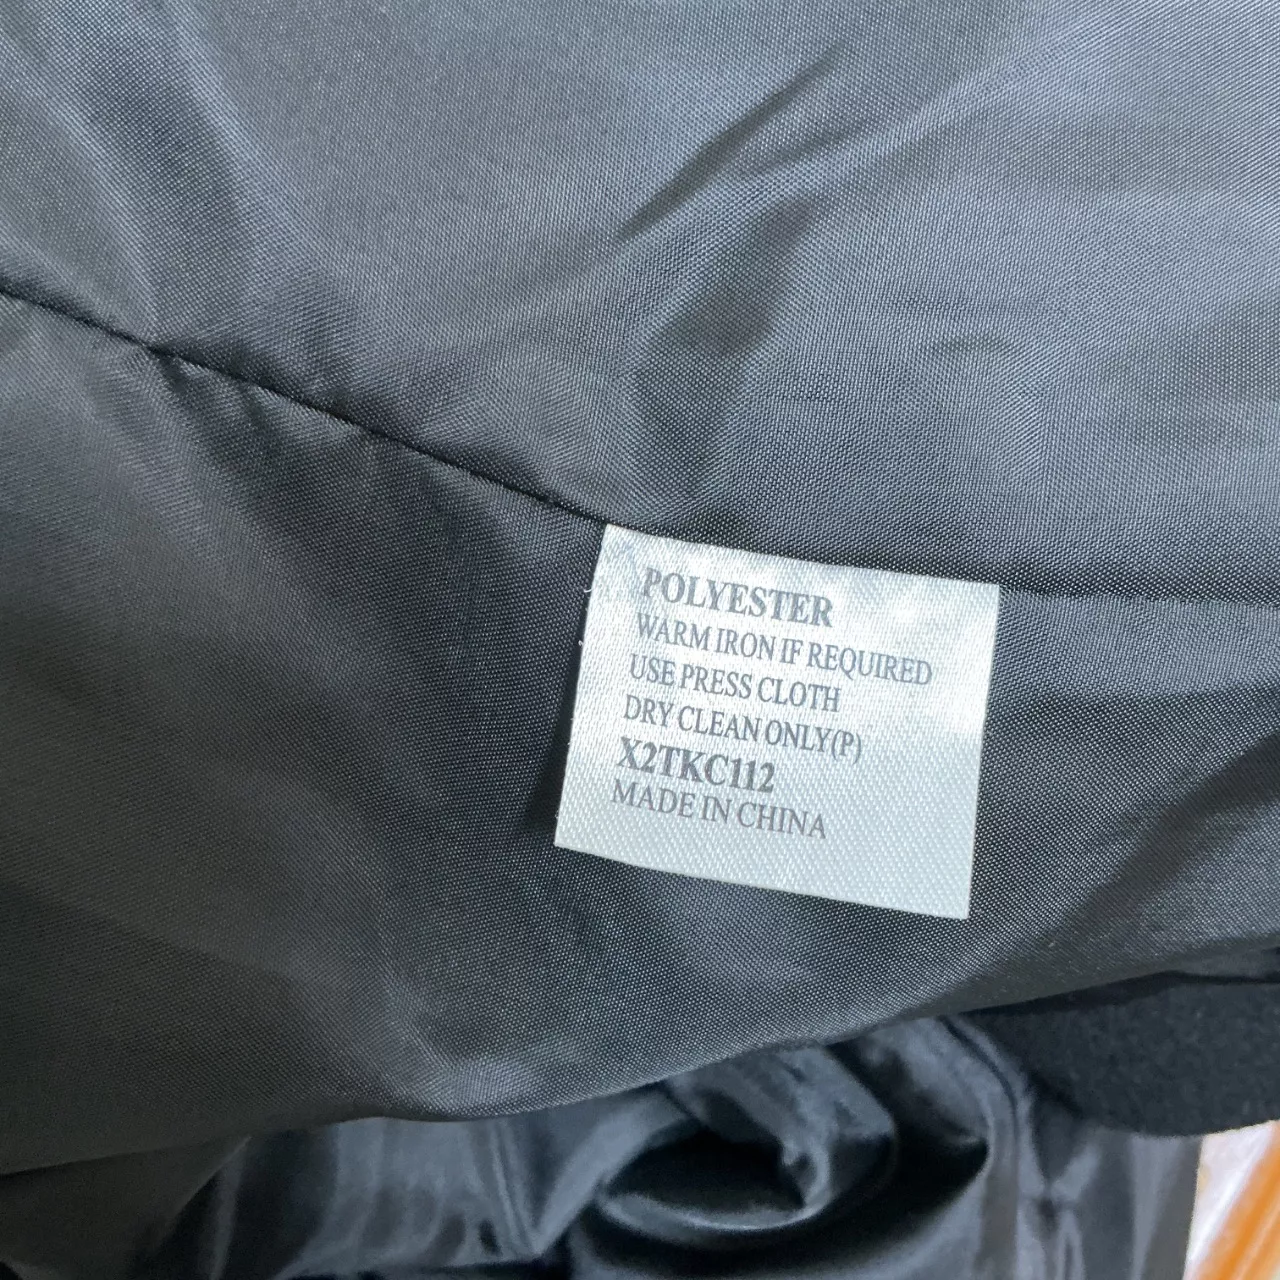 POLYESTER
WARM IRON IF REQUIRED
USE PRESS CLOTH
DRY CLEAN ONLY(P)
X2TKC112
MADE IN CHINA